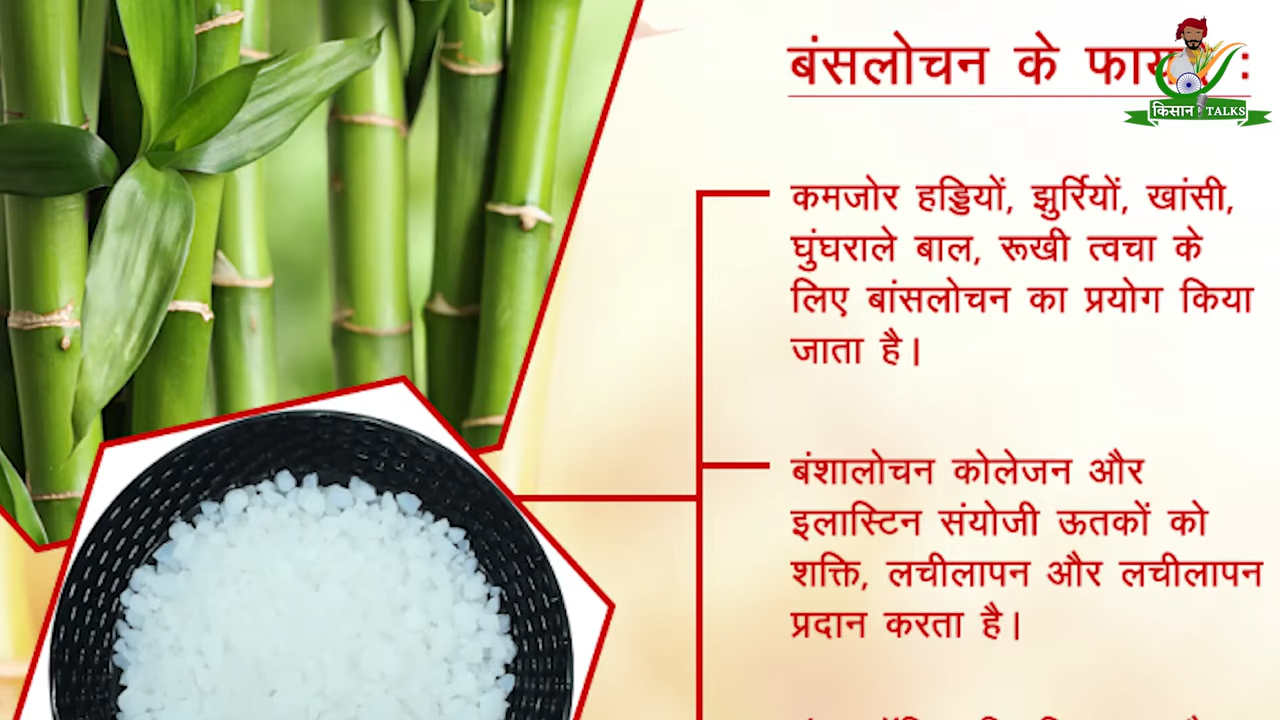 बंसलोचन के
किसान TALKS
कमजोर हड्डियों, झुर्रियों, खांसी,
घुंघराले बाल, रूखी त्वचा के
लिए बांसलोचन का प्रयोग किया
जाता है।
बंशालोचन कोलेजन और
इलास्टिन संयोजी ऊतकों को
शक्ति, लचीलापन और लचीलापन
प्रदान करता है।